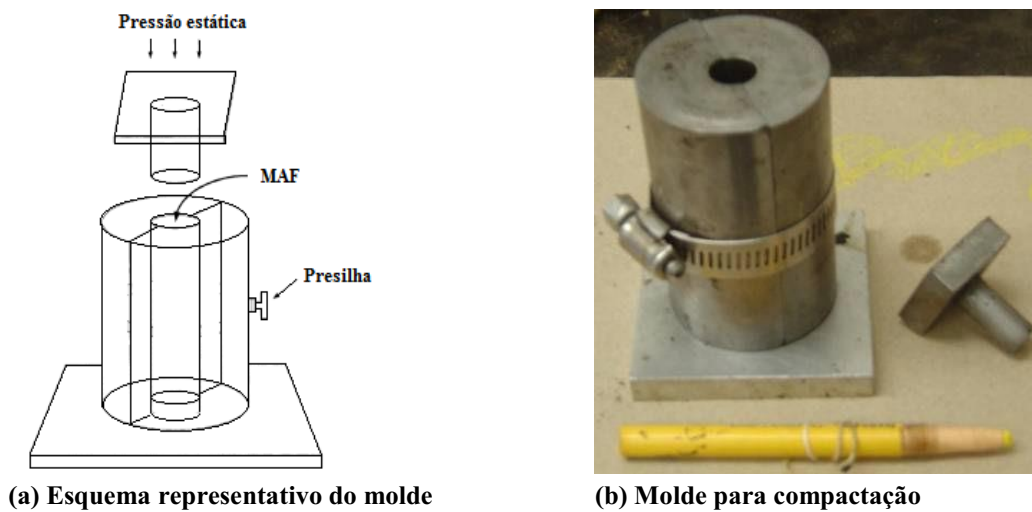 Pressão estática
MAF
Presilha
(a) Esquema representativo do molde
(b) Molde para compactação